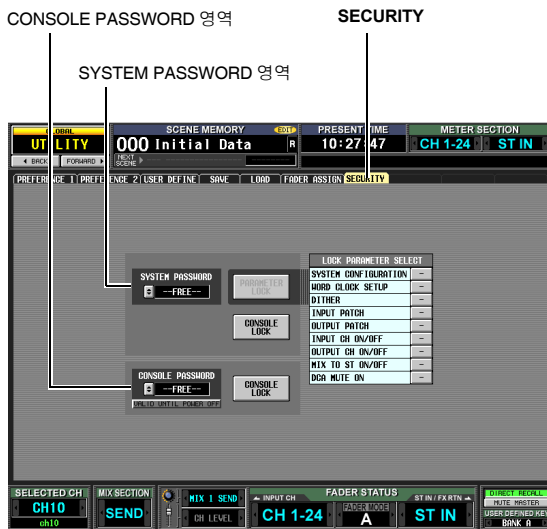 CONSOLE PASSWORD 영역
SECURITY
SYSTEM PASSWORD 영역
GLOBAL
UTILITY
BACK
FORWARD
SCENE MEMORY
EDIT
000 Initial Data
R
NEXT
SCENE
PRESENT TIME
10:27:47
METER SECTION
CH 1-24
ST IN
PREFERENCE 1
PREFERENCE 2
USER DEFINE
SAVE
LOAD
FADER ASSIGN
SECURITY
SYSTEM PASSWORD
--FREE--
PARAMETER
LOCK
CONSOLE
LOCK
LOCK PARAMETER SELECT
SYSTEM CONFIGURATION -
WORD CLOCK SETUP -
DITHER -
INPUT PATCH -
OUTPUT PATCH -
INPUT CH ON/OFF -
OUTPUT CH ON/OFF -
MIX TO ST ON/OFF -
DCA MUTE ON -
CONSOLE PASSWORD
--FREE--
VALID UNTIL POWER OFF
CONSOLE
LOCK
SELECTED CH
CH10
ch10
MIX SECTION
SEND
MIX 1 SEND
CH LEVEL
INPUT CH
FADER STATUS
ST IN / FX RTN
CH 1-24
FADER MODE
A
ST IN
DIRECT RECALL
MUTE MASTER
USER DEFINED KEY
BANK A